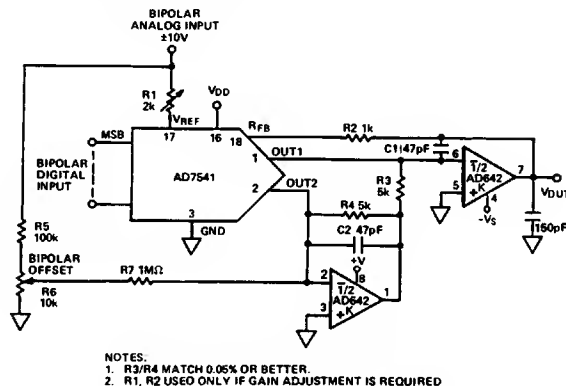 BIPOLAR
ANALOG INPUT
±10V
R1
2k
VREF
VDD
17
16
18
RFB
R2 1k
MSB
BIPOLAR
DIGITAL
INPUT
AD7541
1
OUT1
2
OUT2
3
GND
C1 47pF
R3
5k
R4 5k
C2 47pF
6
5
1/2
AD642
+K
4
-VS
7
VOUT
150pF
R5
100k
BIPOLAR
OFFSET
R6
10k
R7 1MΩ
+V
8
2
3
1/2
AD642
+K
1
NOTES:
1. R3/R4 MATCH 0.05% OR BETTER.
2. R1, R2 USED ONLY IF GAIN ADJUSTMENT IS REQUIRED